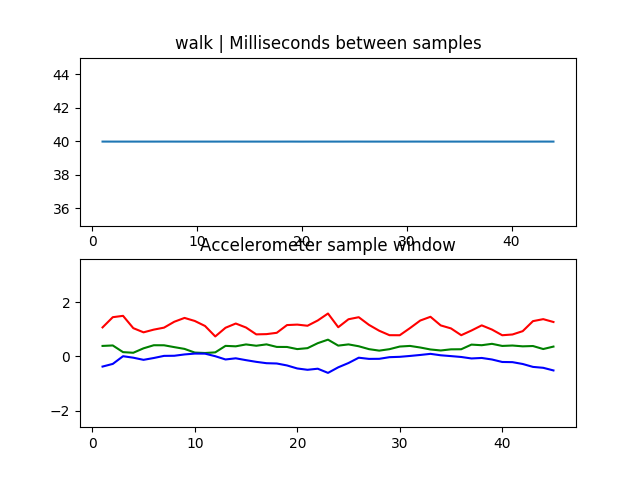 walk | Milliseconds between samples
44
42
40
38
36
0 10 20 30 40
Accelerometer sample window
2
0
−2
0 10 20 30 40